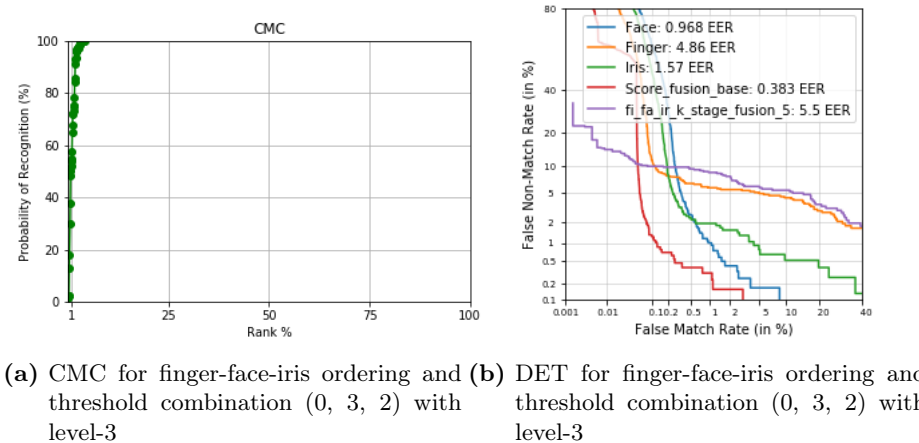 CMC
Probability of Recognition (%)
100
80
60
40
20
0
1
25
50
75
100
Rank %
False Non-Match Rate (in %)
80
40
20
10
5
2
1
0.5
0.2
0.1
Face: 0.968 EER
Finger: 4.86 EER
Iris: 1.57 EER
Score_fusion_base: 0.383 EER
fi_fa_ir_k_stage_fusion_5: 5.5 EER
0.001
0.01
0.1
0.2
0.5
1
2
5
10
20
40
False Match Rate (in %)
(a) CMC for finger-face-iris ordering and
threshold combination (0, 3, 2) with
level-3
(b) DET for finger-face-iris ordering and
threshold combination (0, 3, 2) with
level-3